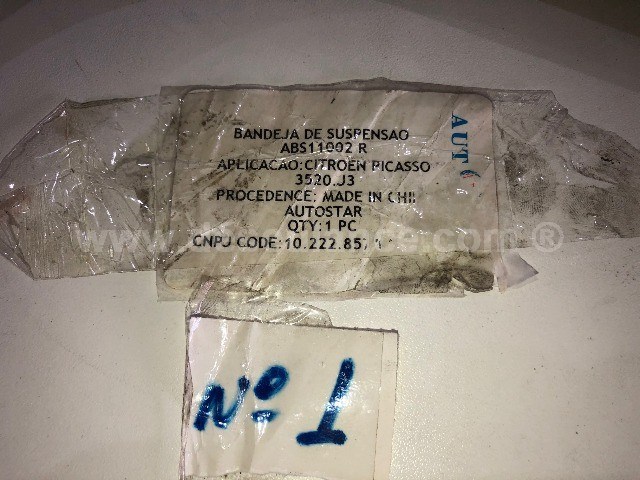 BANDEJA DE SUSPENSAO
ABS11002 R
APLICACAO:CITROEN PICASSO
3520.J3
PROCEDENCE: MADE IN CHI
AUTOSTAR
QTY:1 PC
CNPJ CODE:10.222.857
AUT
Nº 1